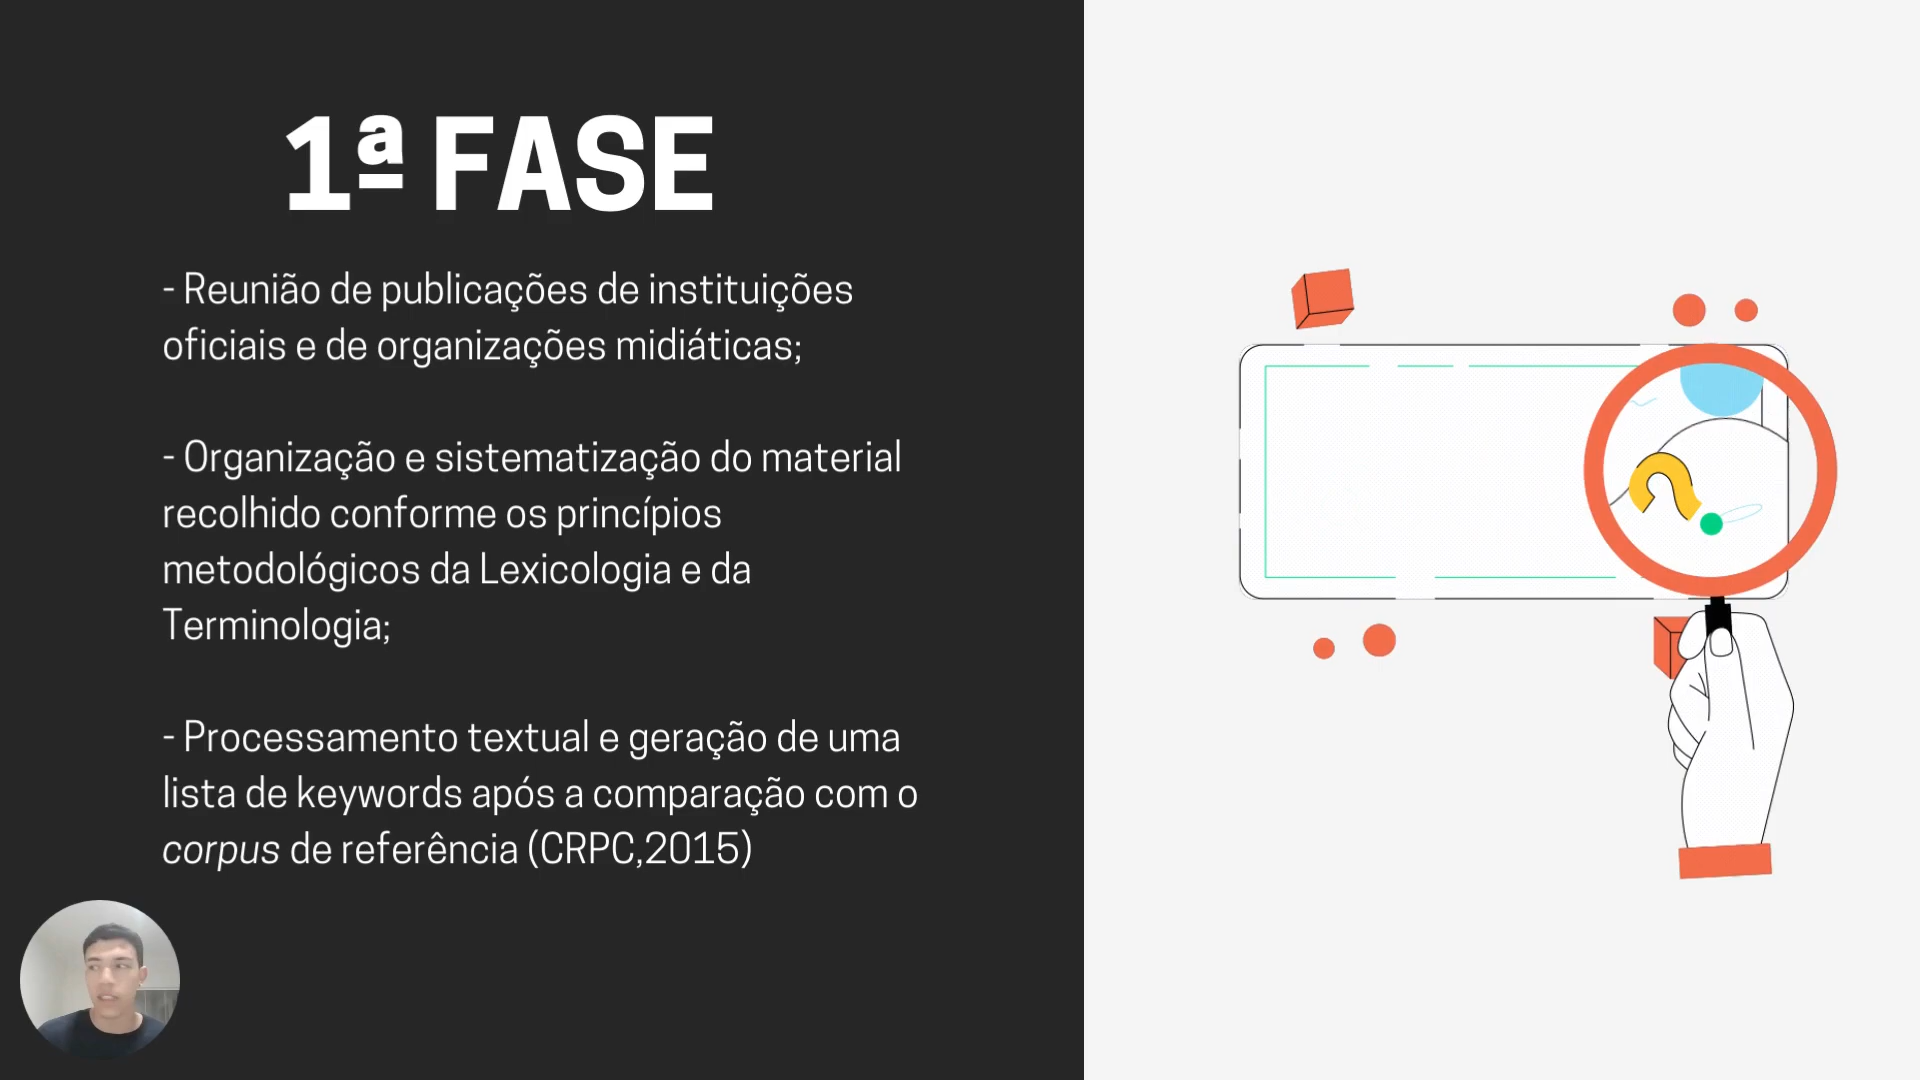 1ª FASE
- Reunião de publicações de instituições
oficiais e de organizações midiáticas;
- Organização e sistematização do material
recolhido conforme os princípios
metodológicos da Lexicologia e da
Terminologia;
- Processamento textual e geração de uma
lista de keywords após a comparação com o
corpus de referência (CRPC,2015)